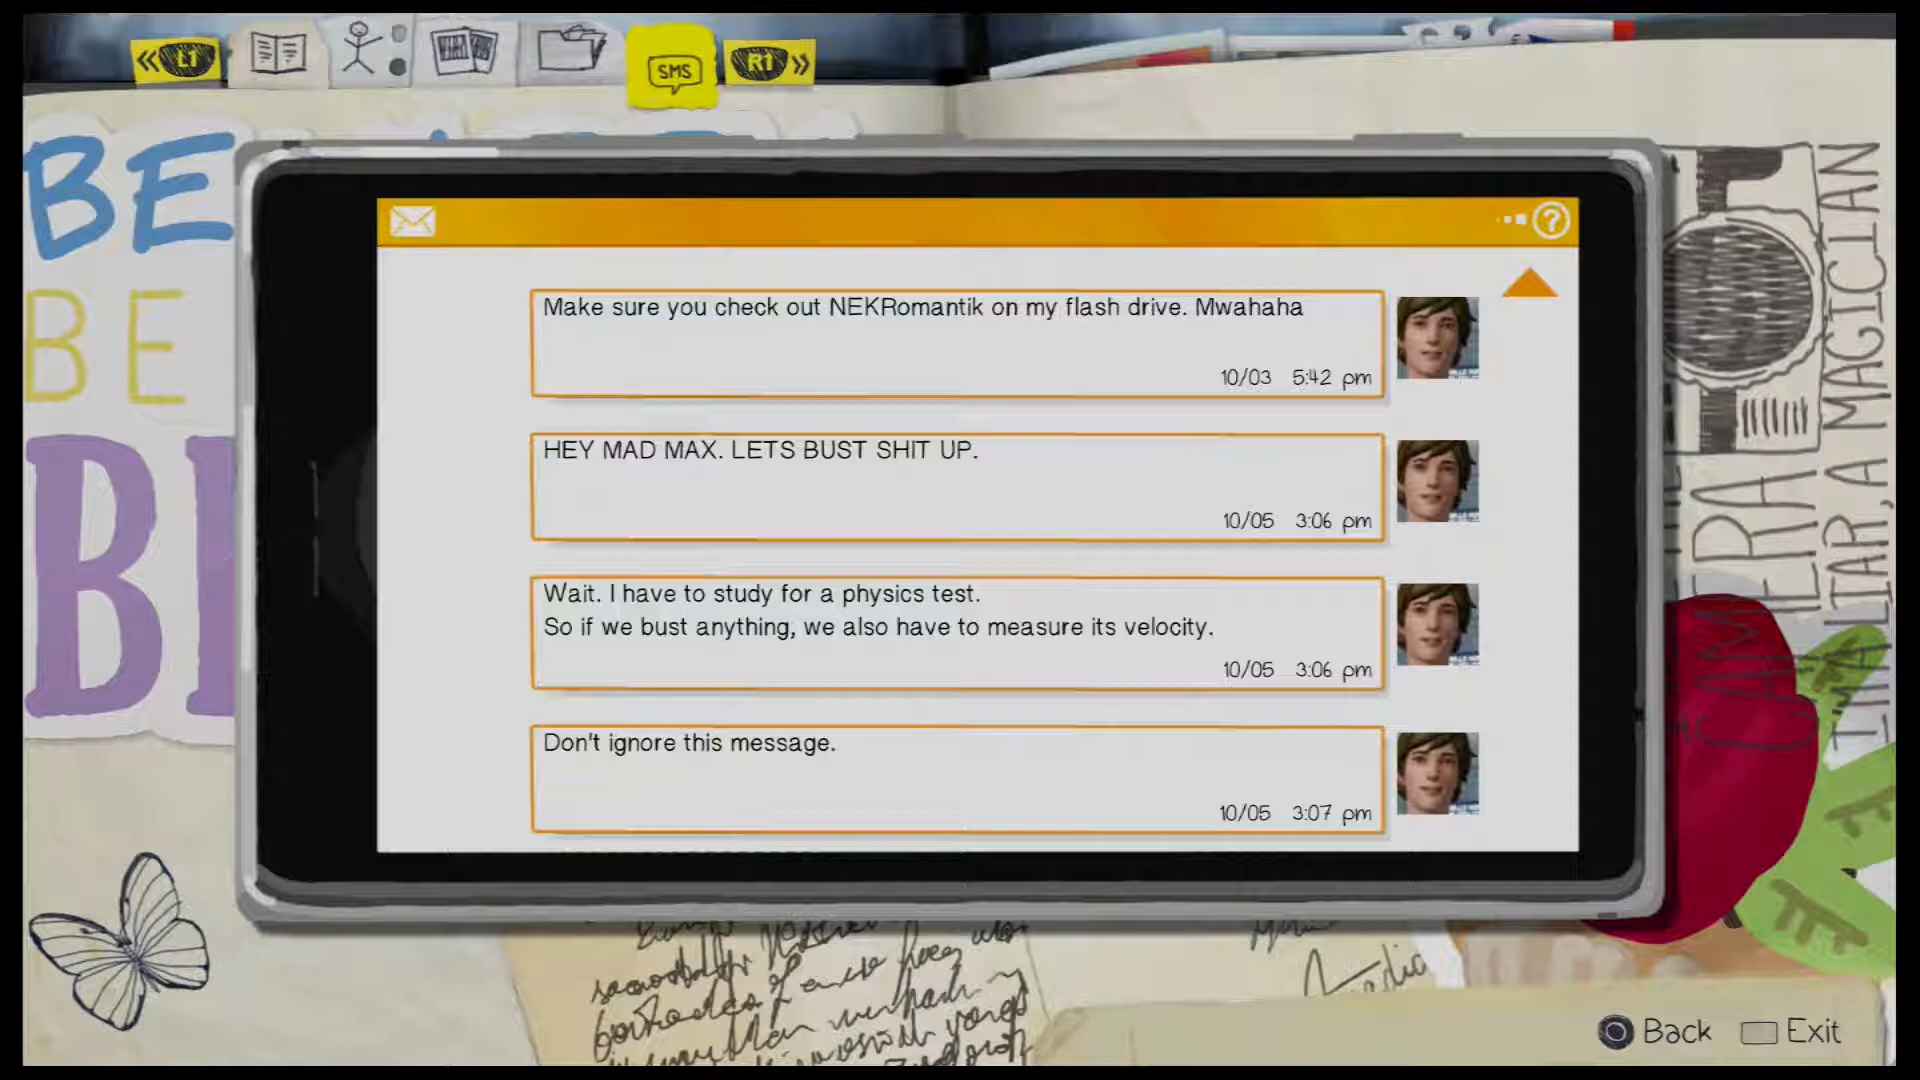 L1
SMS
R1
BE
BE
Make sure you check out NEKRomantik on my flash drive. Mwahaha
10/03 5:42 pm
HEY MAD MAX. LETS BUST SHIT UP.
10/05 3:06 pm
Wait. I have to study for a physics test.
So if we bust anything, we also have to measure its velocity.
10/05 3:06 pm
Don't ignore this message.
10/05 3:07 pm
I'M A LIAR, A MAGICIAN
Back
Exit